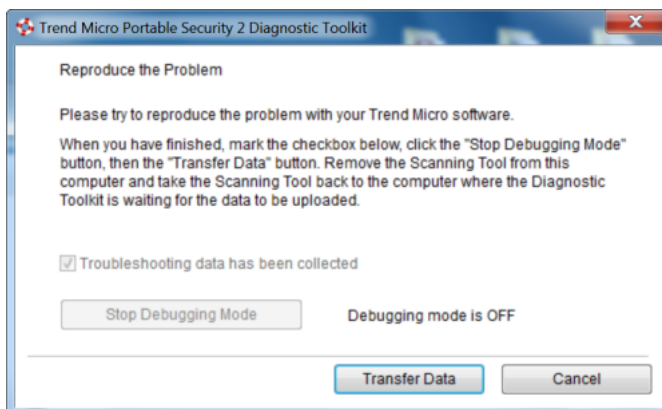 Trend Micro Portable Security 2 Diagnostic Toolkit
Reproduce the Problem
Please try to reproduce the problem with your Trend Micro software.
When you have finished, mark the checkbox below, click the "Stop Debugging Mode"
button, then the "Transfer Data" button. Remove the Scanning Tool from this
computer and take the Scanning Tool back to the computer where the Diagnostic
Toolkit is waiting for the data to be uploaded.
Troubleshooting data has been collected
Stop Debugging Mode Debugging mode is OFF
Transfer Data Cancel